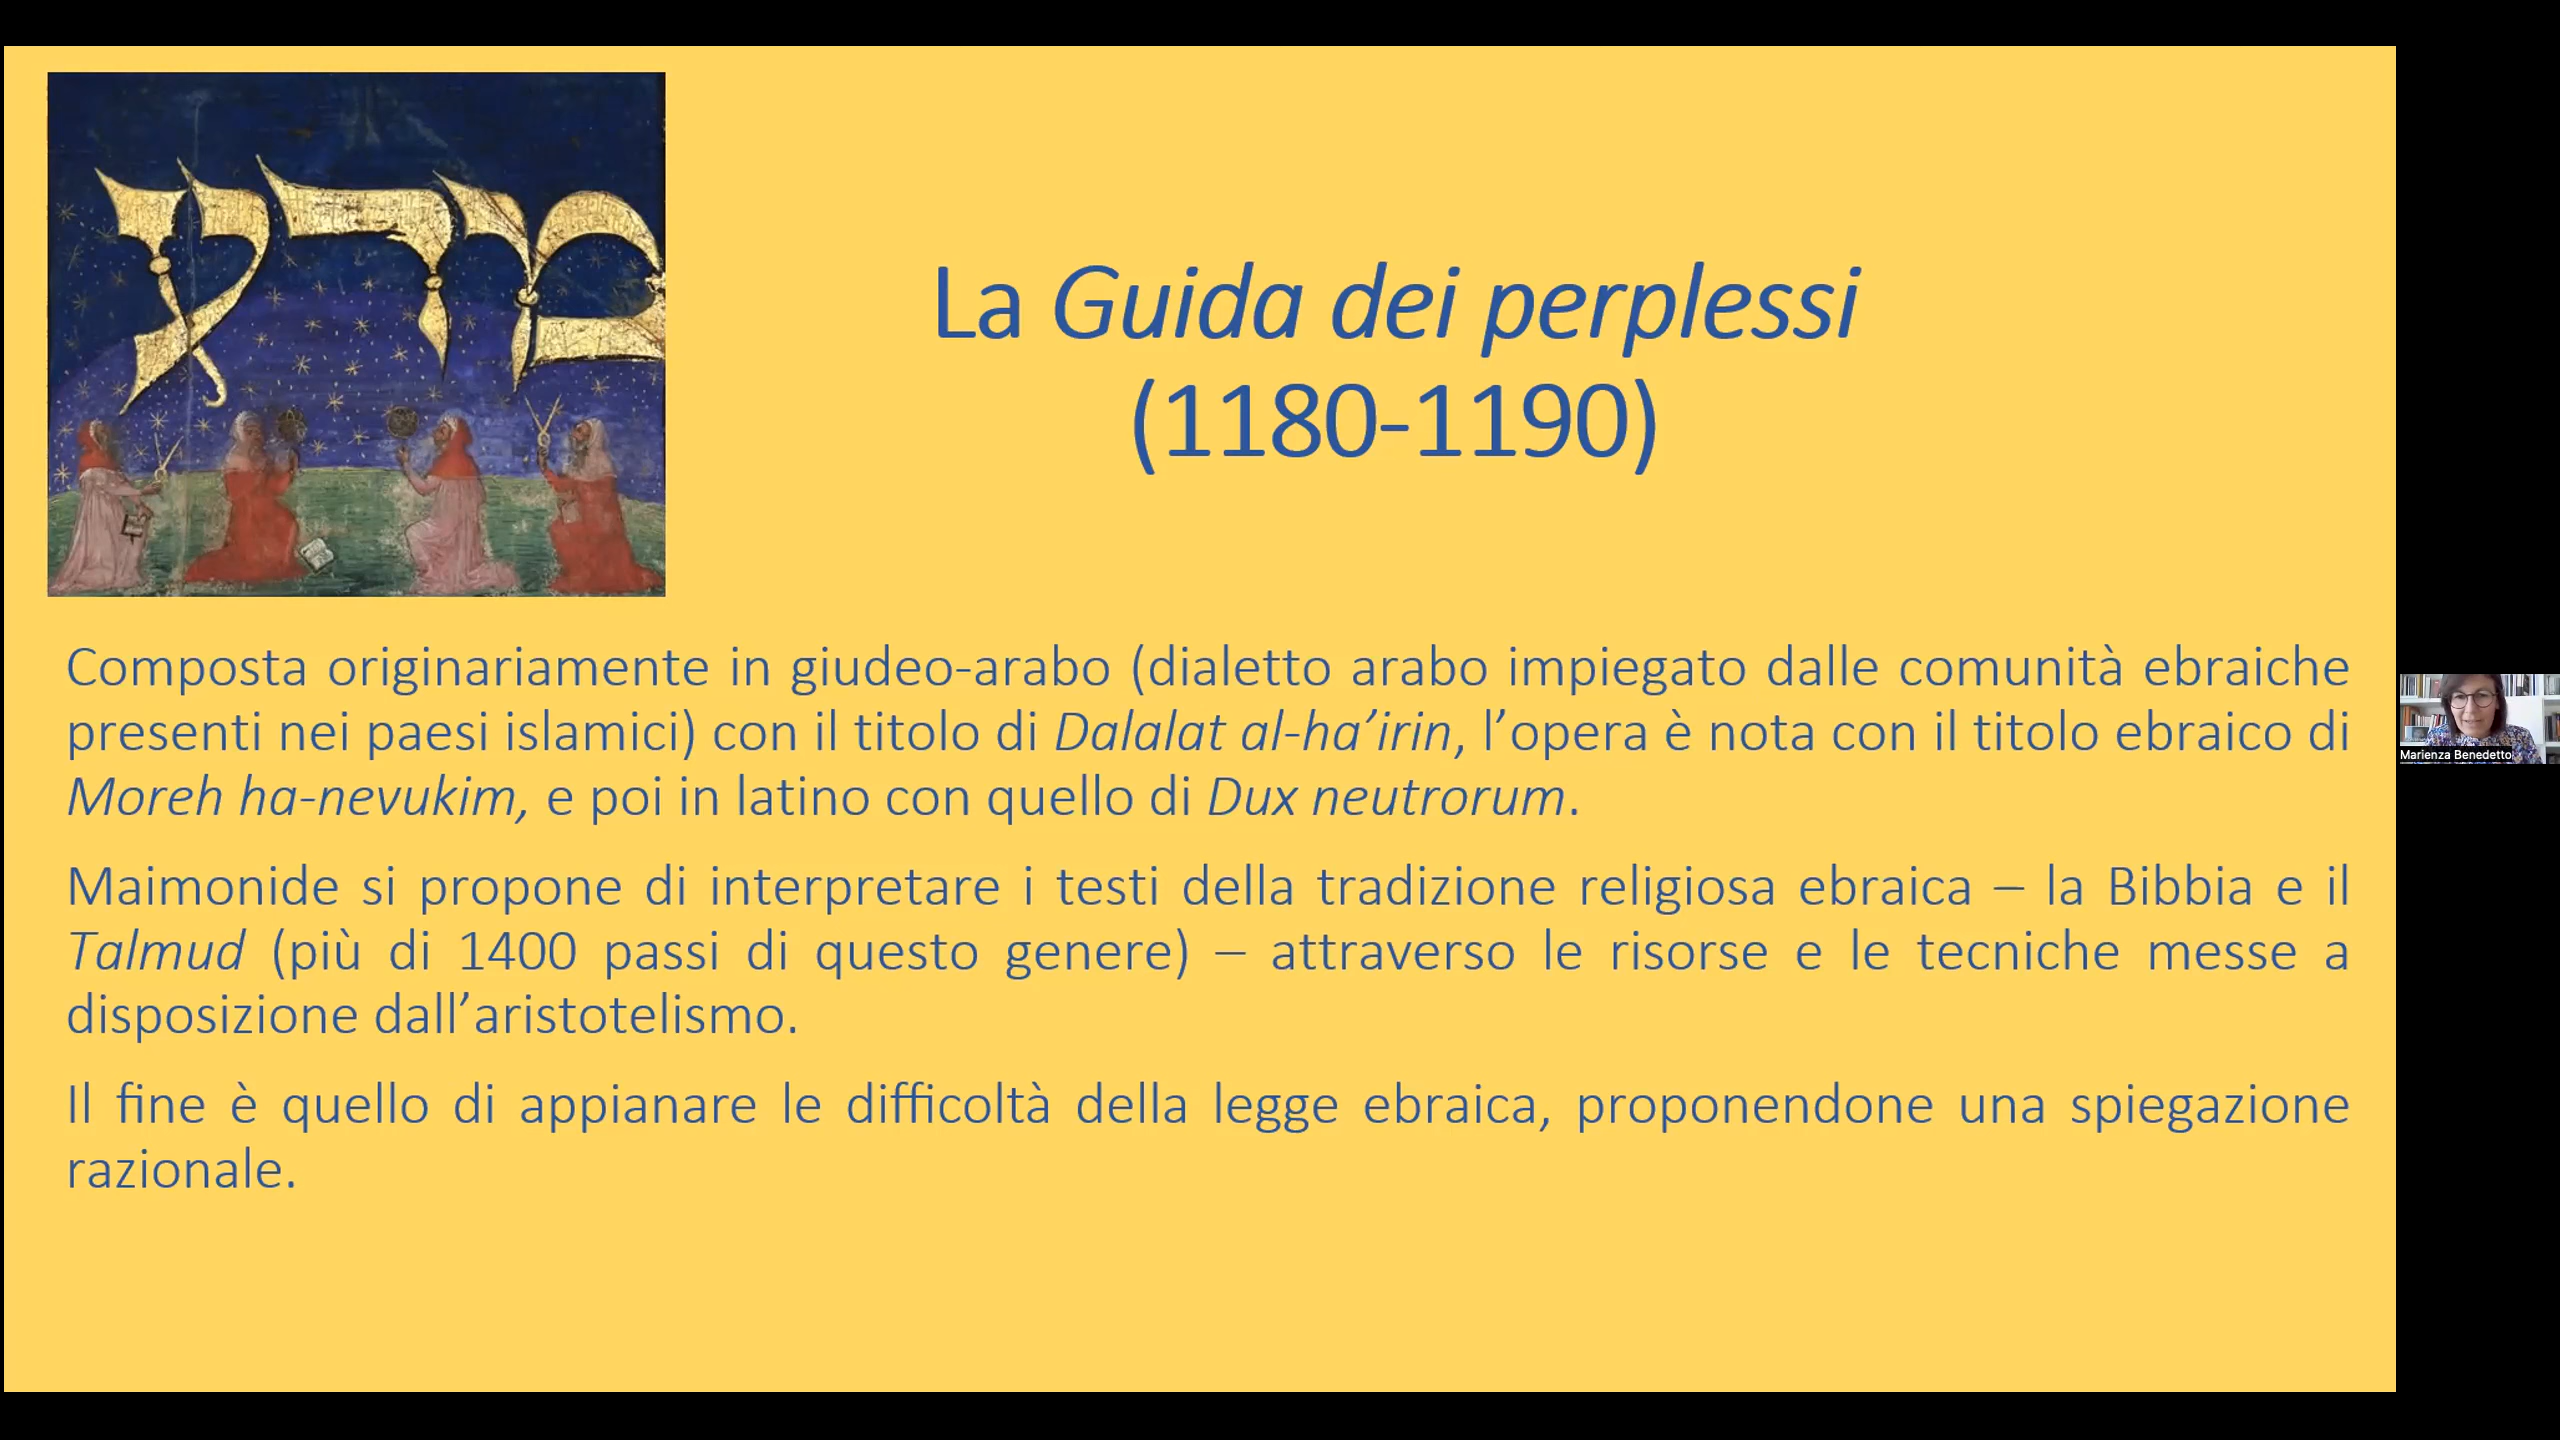 מדע
La Guida dei perplessi
(1180-1190)
Composta originariamente in giudeo-arabo (dialetto arabo impiegato dalle comunità ebraiche
presenti nei paesi islamici) con il titolo di Dalalat al-ha’irin, l’opera è nota con il titolo ebraico di
Moreh ha-nevukim, e poi in latino con quello di Dux neutrorum.
Maimonide si propone di interpretare i testi della tradizione religiosa ebraica – la Bibbia e il
Talmud (più di 1400 passi di questo genere) – attraverso le risorse e le tecniche messe a
disposizione dall’aristotelismo.
Il fine è quello di appianare le difficoltà della legge ebraica, proponendone una spiegazione
razionale.
Marienza Benedetto